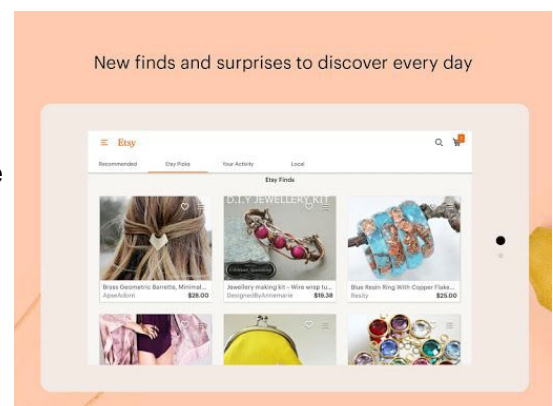 New finds and surprises to discover every day
e
Etsy
Recommended Etsy Picks Your Activity Local
Etsy Finds
D.I.Y JEWELLERY KIT
Brass Geometric Barrette, Minimal...
ApseAdorn $28.00
Jewellery making kit - Wire wrap tu...
DesignedByAnnemarie $19.38
Blue Resin Ring With Copper Flake...
Resity $25.00